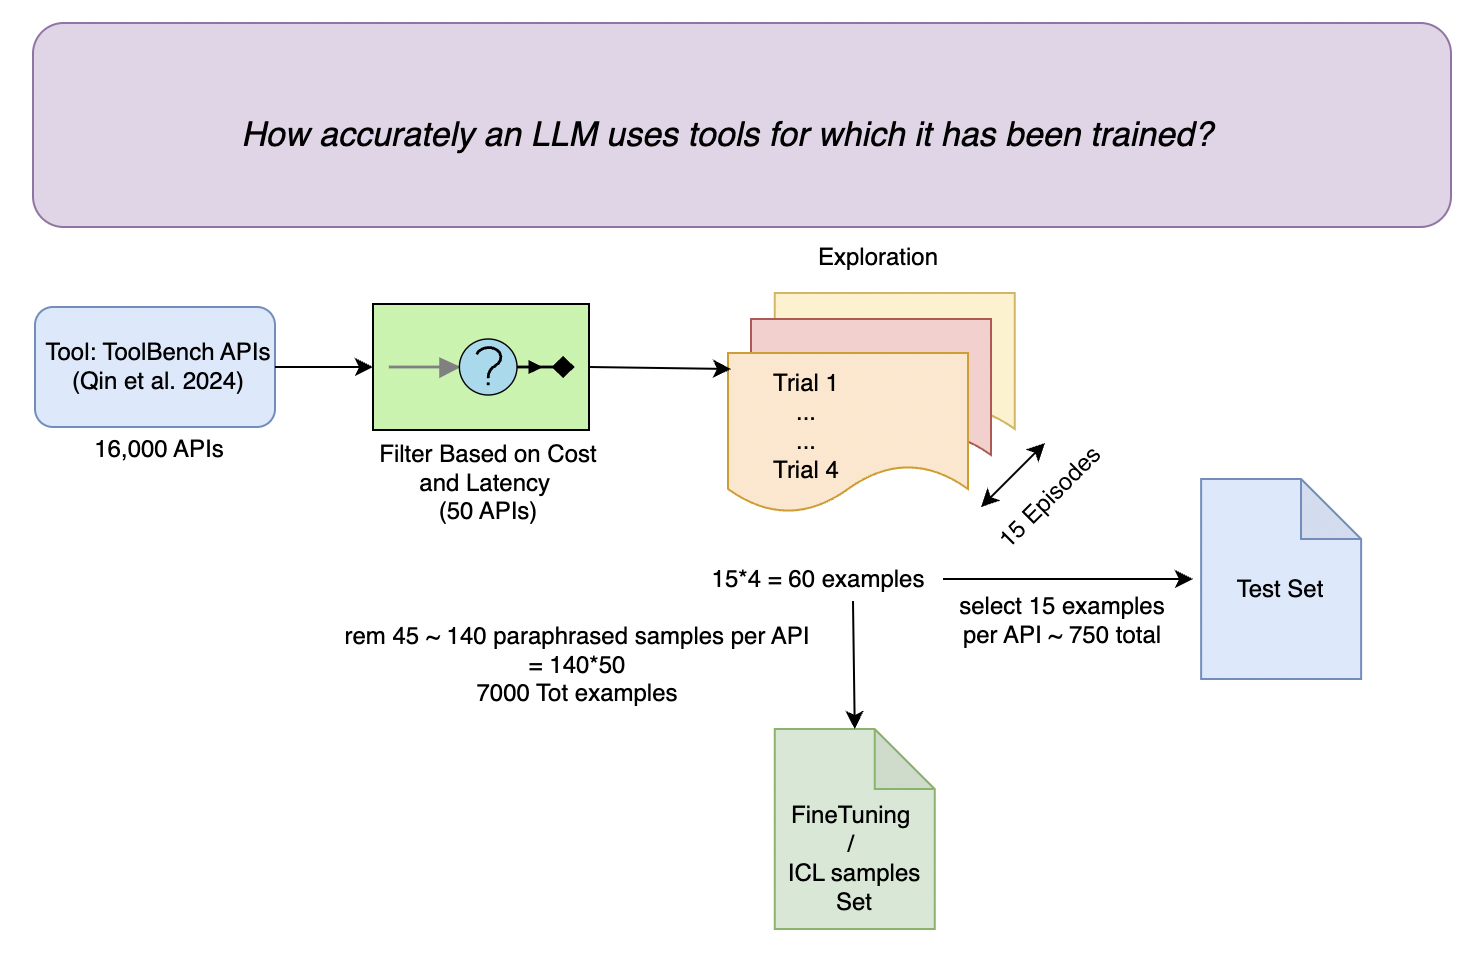 How accurately an LLM uses tools for which it has been trained?
Exploration
Tool: ToolBench APIs
(Qin et al. 2024)
16,000 APIs
?
Filter Based on Cost
and Latency
(50 APIs)
Trial 1
...
...
Trial 4
15 Episodes
15*4 = 60 examples
select 15 examples
per API ~ 750 total
Test Set
rem 45 ~ 140 paraphrased samples per API
= 140*50
7000 Tot examples
FineTuning
/
ICL samples
Set